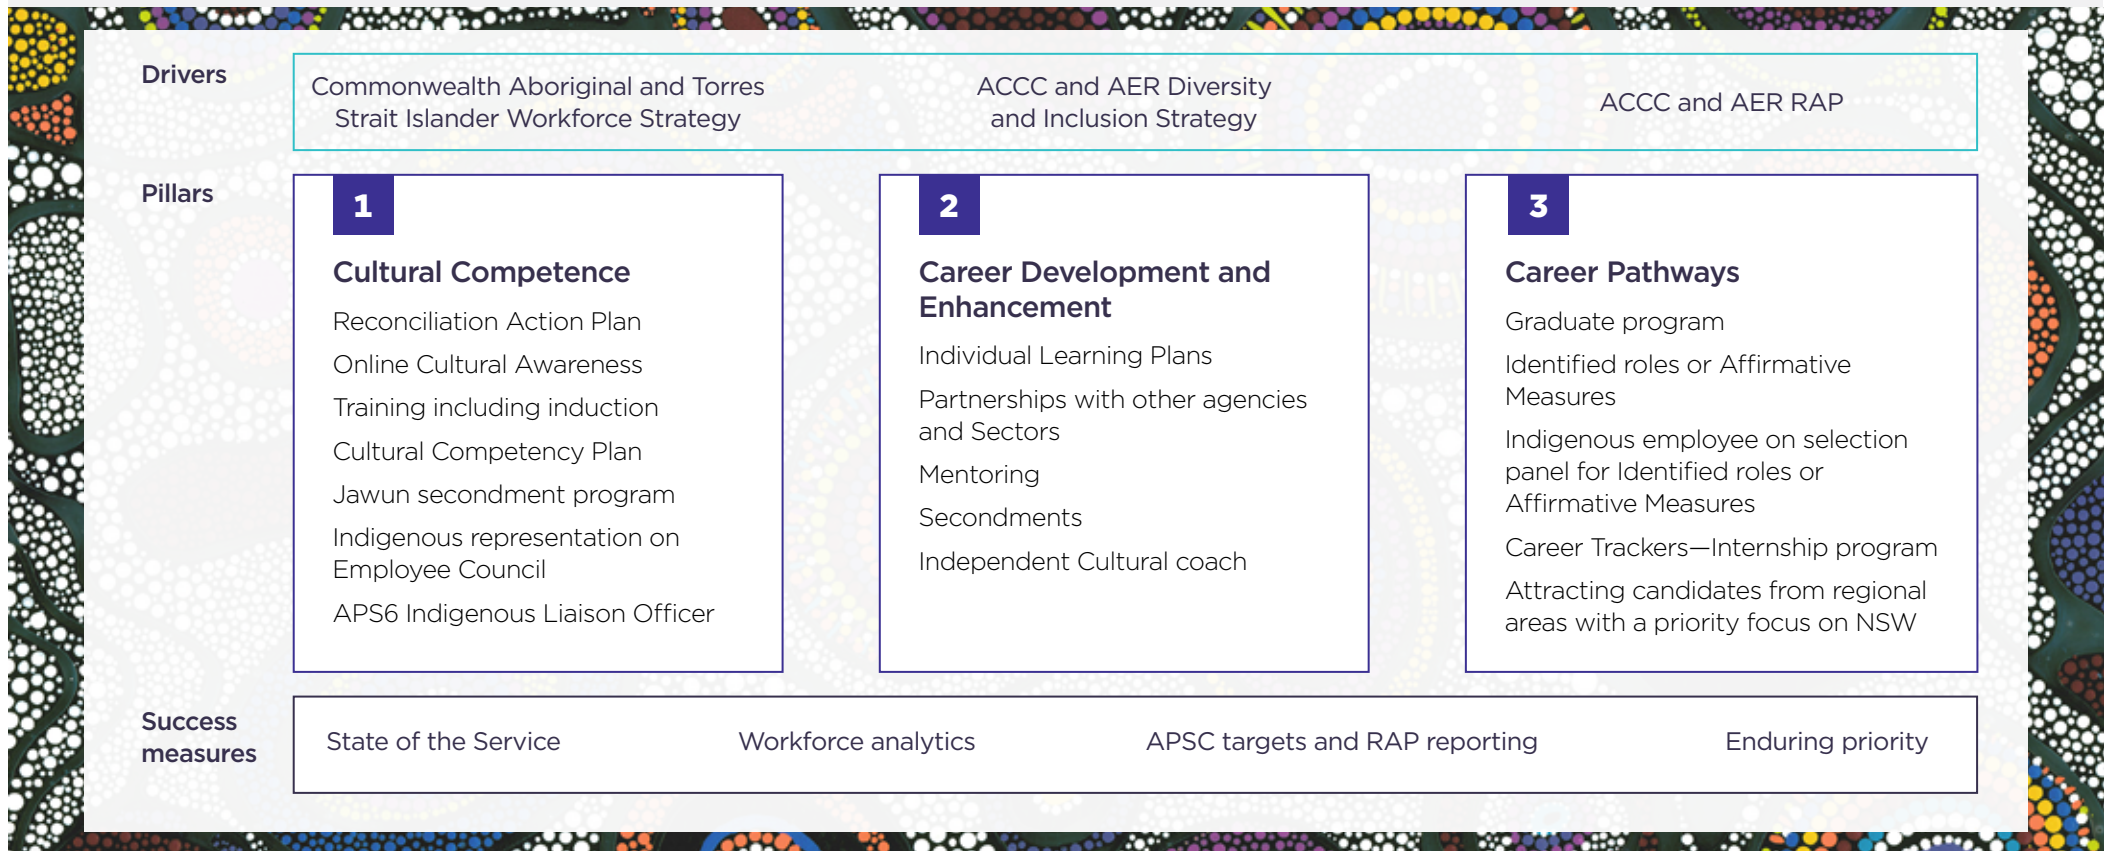 Drivers
Commonwealth Aboriginal and Torres
Strait Islander Workforce Strategy
ACCC and AER Diversity
and Inclusion Strategy
ACCC and AER RAP
Pillars
1
Cultural Competence
Reconciliation Action Plan
Online Cultural Awareness
Training including induction
Cultural Competency Plan
Jawun secondment program
Indigenous representation on
Employee Council
APS6 Indigenous Liaison Officer
2
Career Development and
Enhancement
Individual Learning Plans
Partnerships with other agencies
and Sectors
Mentoring
Secondments
Independent Cultural coach
3
Career Pathways
Graduate program
Identified roles or Affirmative
Measures
Indigenous employee on selection
panel for Identified roles or
Affirmative Measures
Career Trackers—Internship program
Attracting candidates from regional
areas with a priority focus on NSW
Success
measures
State of the Service
Workforce analytics
APSC targets and RAP reporting
Enduring priority